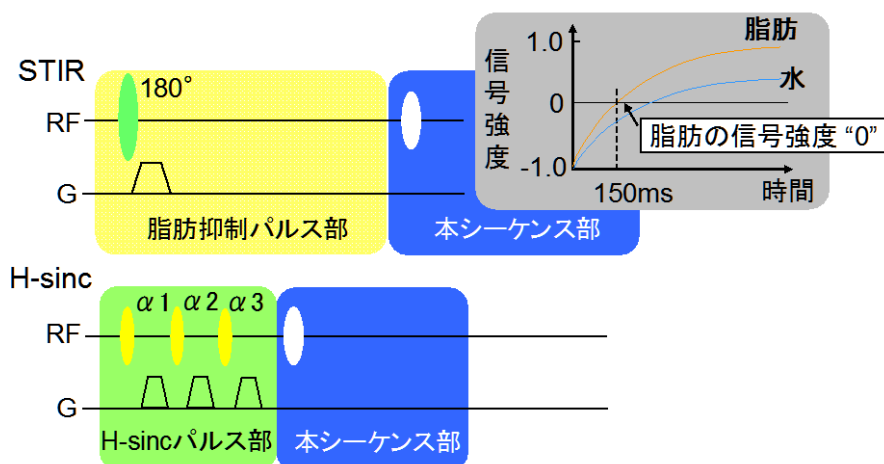 STIR
180°
RF
G
脂肪抑制パルス部
本シーケンス部
信号強度
1.0
0
-1.0
脂肪
水
脂肪の信号強度 “0”
150ms
時間
H-sinc
α1 α2 α3
RF
G
H-sincパルス部
本シーケンス部